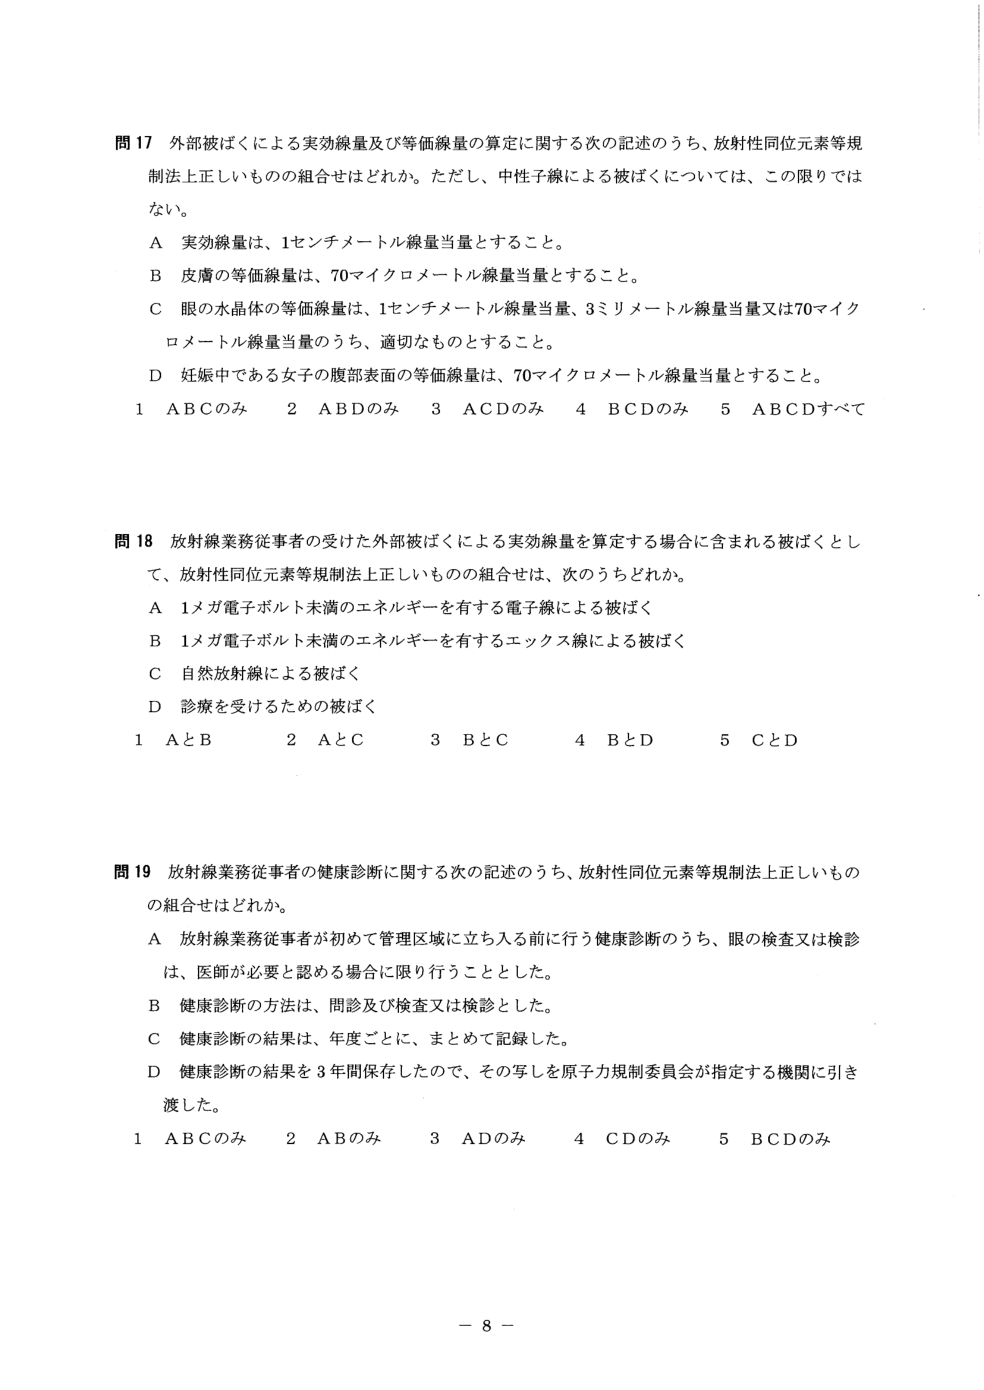 問17　外部被ばくによる実効線量及び等価線量の算定に関する次の記述のうち、放射性同位元素等規
制法上正しいものの組合せはどれか。ただし、中性子線による被ばくについては、この限りでは
ない。
A　実効線量は、1センチメートル線量当量とすること。
B　皮膚の等価線量は、70マイクロメートル線量当量とすること。
C　眼の水晶体の等価線量は、1センチメートル線量当量、3ミリメートル線量当量又は70マイク
ロメートル線量当量のうち、適切なものとすること。
D　妊娠中である女子の腹部表面の等価線量は、70マイクロメートル線量当量とすること。
1　ABCのみ　2　ABDのみ　3　ACDのみ　4　BCDのみ　5　ABCDすべて
問18　放射線業務従事者の受けた外部被ばくによる実効線量を算定する場合に含まれる被ばくとし
て、放射性同位元素等規制法上正しいものの組合せは、次のうちどれか。
A　1メガ電子ボルト未満のエネルギーを有する電子線による被ばく
B　1メガ電子ボルト未満のエネルギーを有するエックス線による被ばく
C　自然放射線による被ばく
D　診療を受けるための被ばく
1　AとB　2　AとC　3　BとC　4　BとD　5　CとD
問19　放射線業務従事者の健康診断に関する次の記述のうち、放射性同位元素等規制法上正しいもの
の組合せはどれか。
A　放射線業務従事者が初めて管理区域に立ち入る前に行う健康診断のうち、眼の検査又は検診
は、医師が必要と認める場合に限り行うこととした。
B　健康診断の方法は、問診及び検査又は検診とした。
C　健康診断の結果は、年度ごとに、まとめて記録した。
D　健康診断の結果を3年間保存したので、その写しを原子力規制委員会が指定する機関に引き
渡した。
1　ABCのみ　2　ABのみ　3　ADのみ　4　CDのみ　5　BCDのみ
― 8 ―